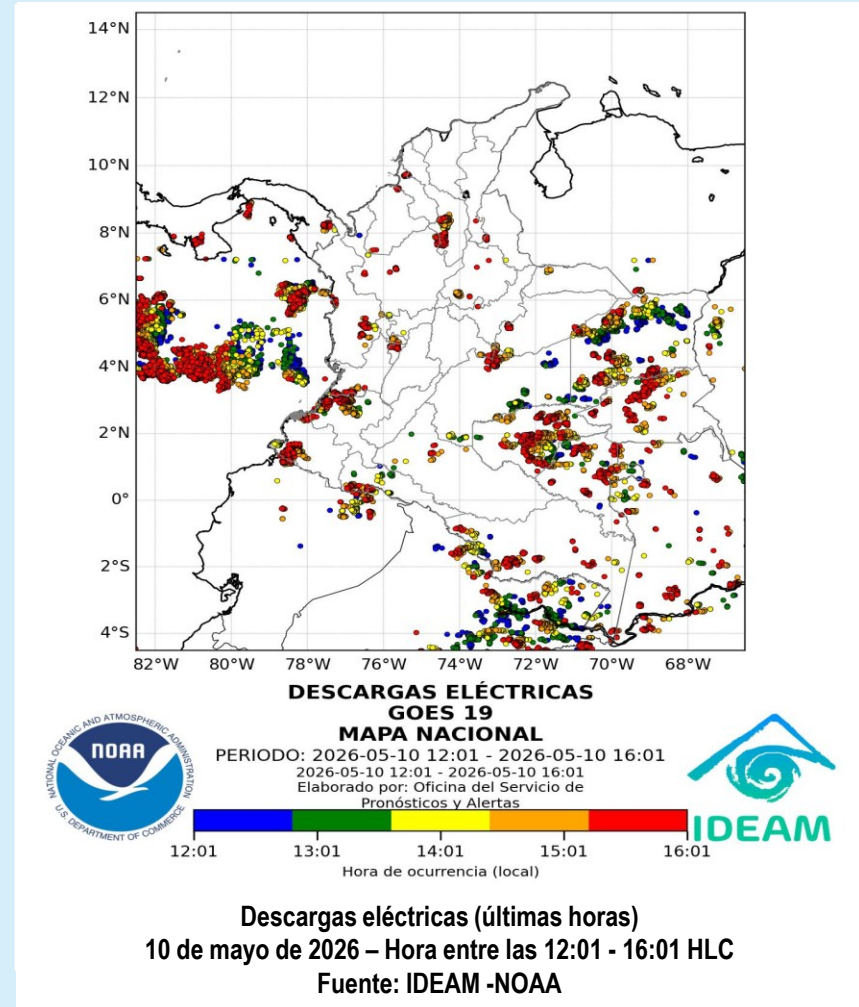 14°N
12°N
10°N
8°N
6°N
4°N
2°N
0°
2°S
4°S
82°W 80°W 78°W 76°W 74°W 72°W 70°W 68°W
DESCARGAS ELÉCTRICAS
GOES 19
MAPA NACIONAL
PERIODO: 2026-05-10 12:01 - 2026-05-10 16:01
2026-05-10 12:01 - 2026-05-10 16:01
Elaborado por: Oficina del Servicio de
Pronósticos y Alertas
NATIONAL OCEANIC AND ATMOSPHERIC ADMINISTRATION
NOAA
U.S. DEPARTMENT OF COMMERCE
IDEAM
12:01 13:01 14:01 15:01 16:01
Hora de ocurrencia (local)
Descargas eléctricas (últimas horas)
10 de mayo de 2026 – Hora entre las 12:01 - 16:01 HLC
Fuente: IDEAM -NOAA